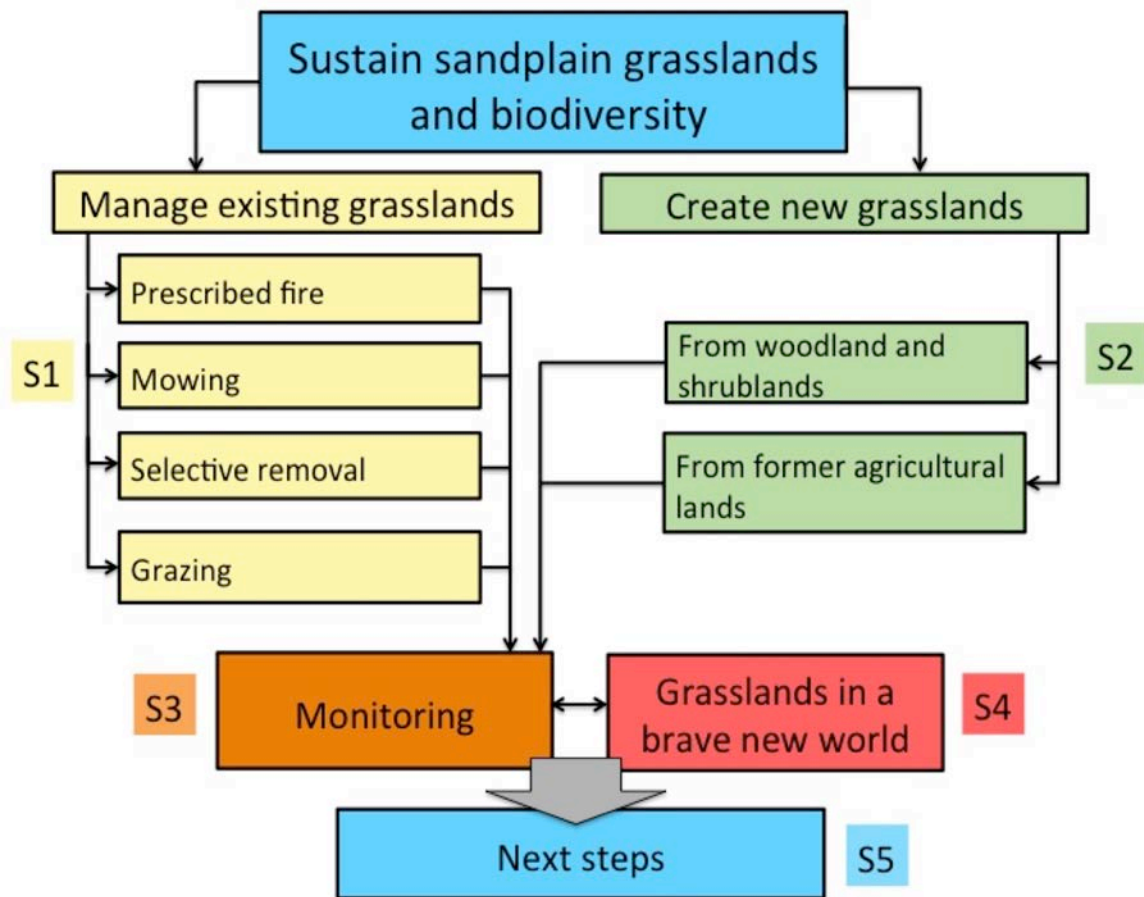 Sustain sandplain grasslands
and biodiversity
Manage existing grasslands
Create new grasslands
Prescribed fire
S1
Mowing
Selective removal
Grazing
From woodland and
shrublands
S2
From former agricultural
lands
S3
Monitoring
Grasslands in a
brave new world
S4
Next steps
S5